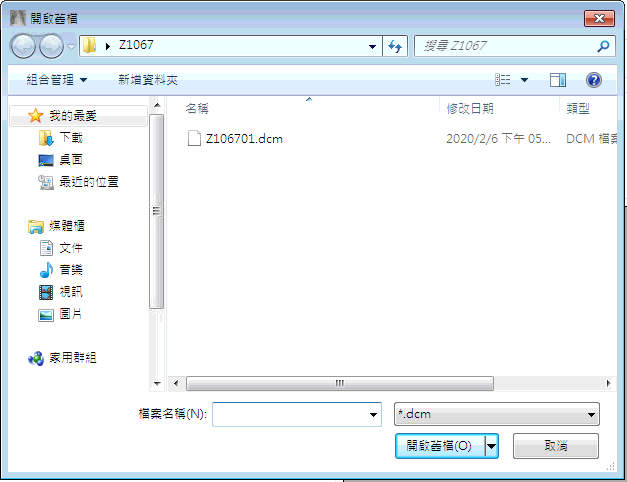 開啟舊檔
Z1067
搜尋 Z1067
組合管理
新增資料夾
名稱
修改日期
類型
我的最愛
下載
桌面
最近的位置
媒體櫃
文件
音樂
視訊
圖片
家用群組
Z106701.dcm
2020/2/6 下午 05...
DCM 檔案
檔案名稱(N):
*.dcm
開啟舊檔(O)
取消